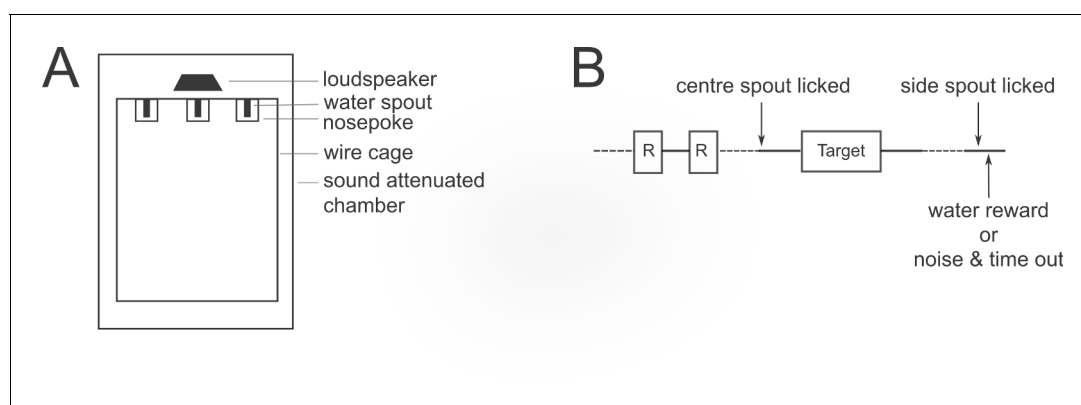 A
loudspeaker
water spout
nosepoke
wire cage
sound attenuated
chamber
B
centre spout licked
side spout licked
R
R
Target
water reward
or
noise & time out